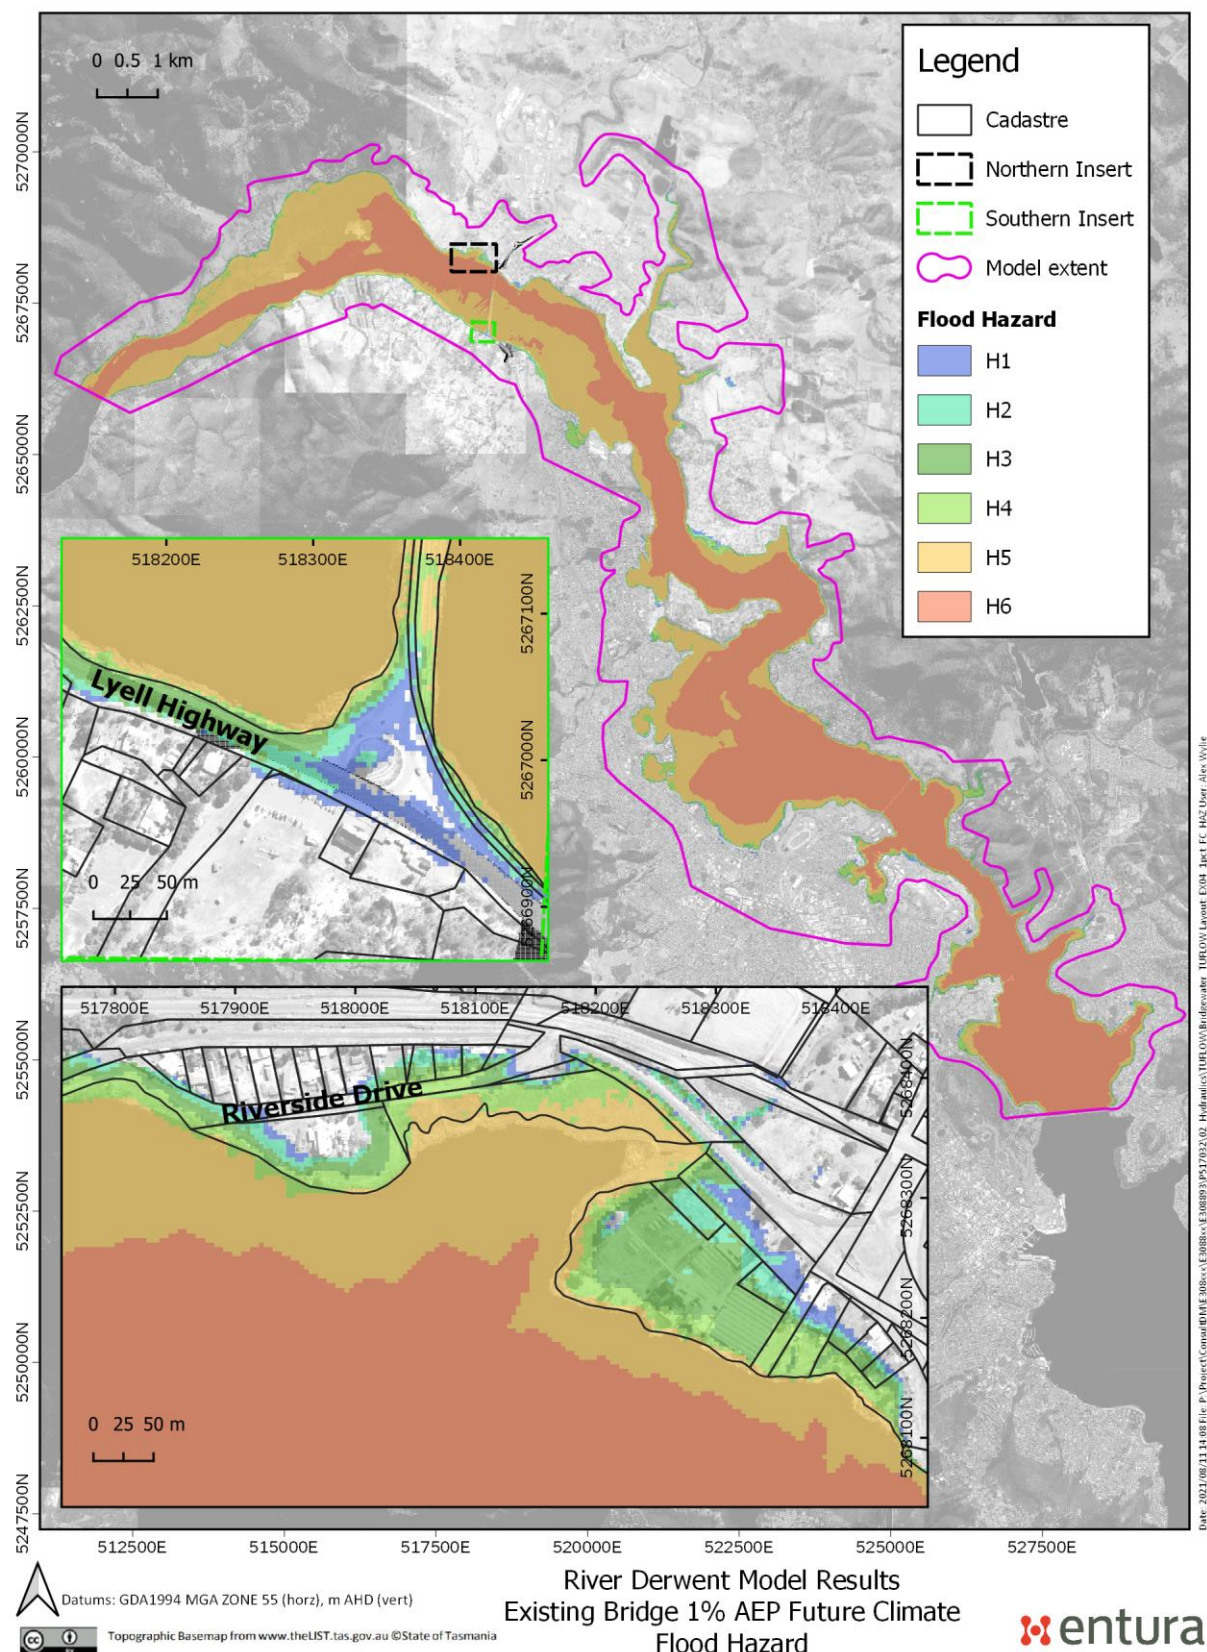 0 0.5 1 km
Legend
Cadastre
Northern Insert
Southern Insert
Model extent
Flood Hazard
H1
H2
H3
H4
H5
H6
5270000N
5267500N
5265000N
5262500N
5260000N
5257500N
5255000N
5252500N
5250000N
5247500N
518200E
518300E
518400E
5267100N
5267000N
5266900N
Lyell Highway
0 25 50 m
517800E
517900E
518000E
518100E
518200E
518300E
518400E
5268400N
5268300N
5268200N
5268100N
Riverside Drive
0 25 50 m
512500E
515000E
517500E
520000E
522500E
525000E
527500E
Datums: GDA1994 MGA ZONE 55 (horz), m AHD (vert)
Topographic Basemap from www.theLIST.tas.gov.au ©State of Tasmania
River Derwent Model Results
Existing Bridge 1% AEP Future Climate
Flood Hazard
entura
cc
BY